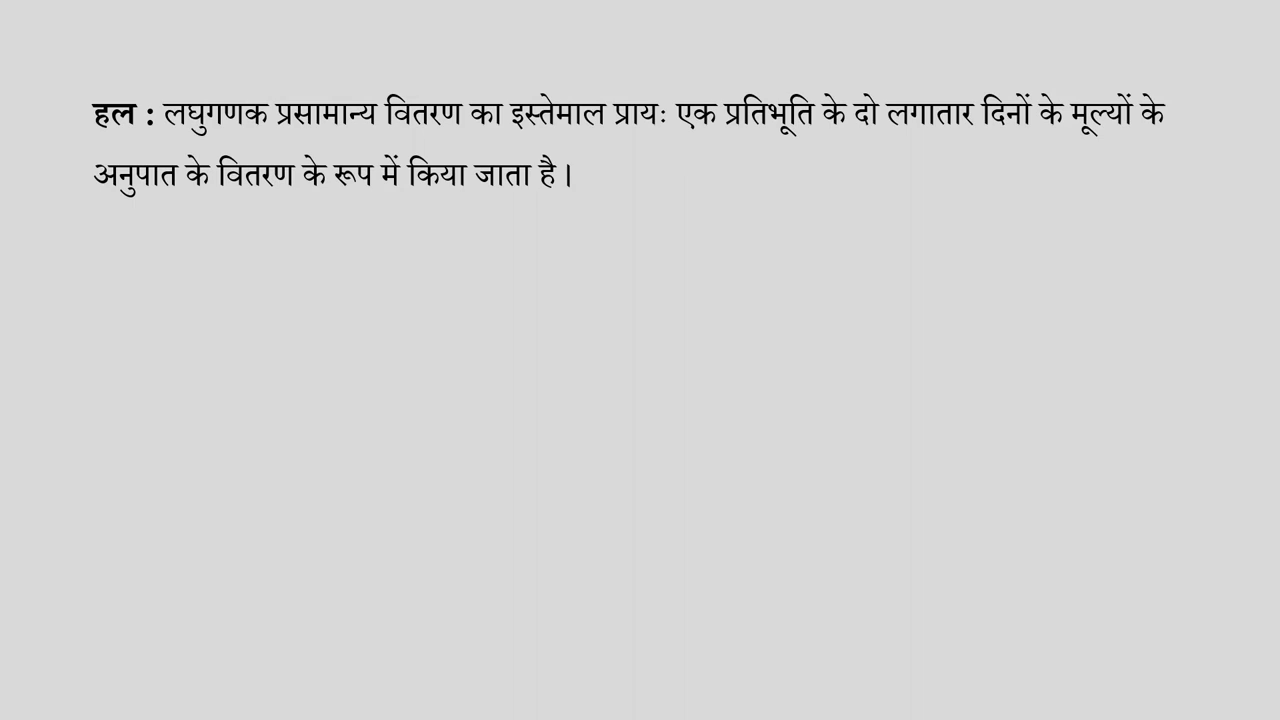 हल : लघुगणक प्रसामान्य वितरण का इस्तेमाल प्रायः एक प्रतिभूति के दो लगातार दिनों के मूल्यों के
अनुपात के वितरण के रूप में किया जाता है।